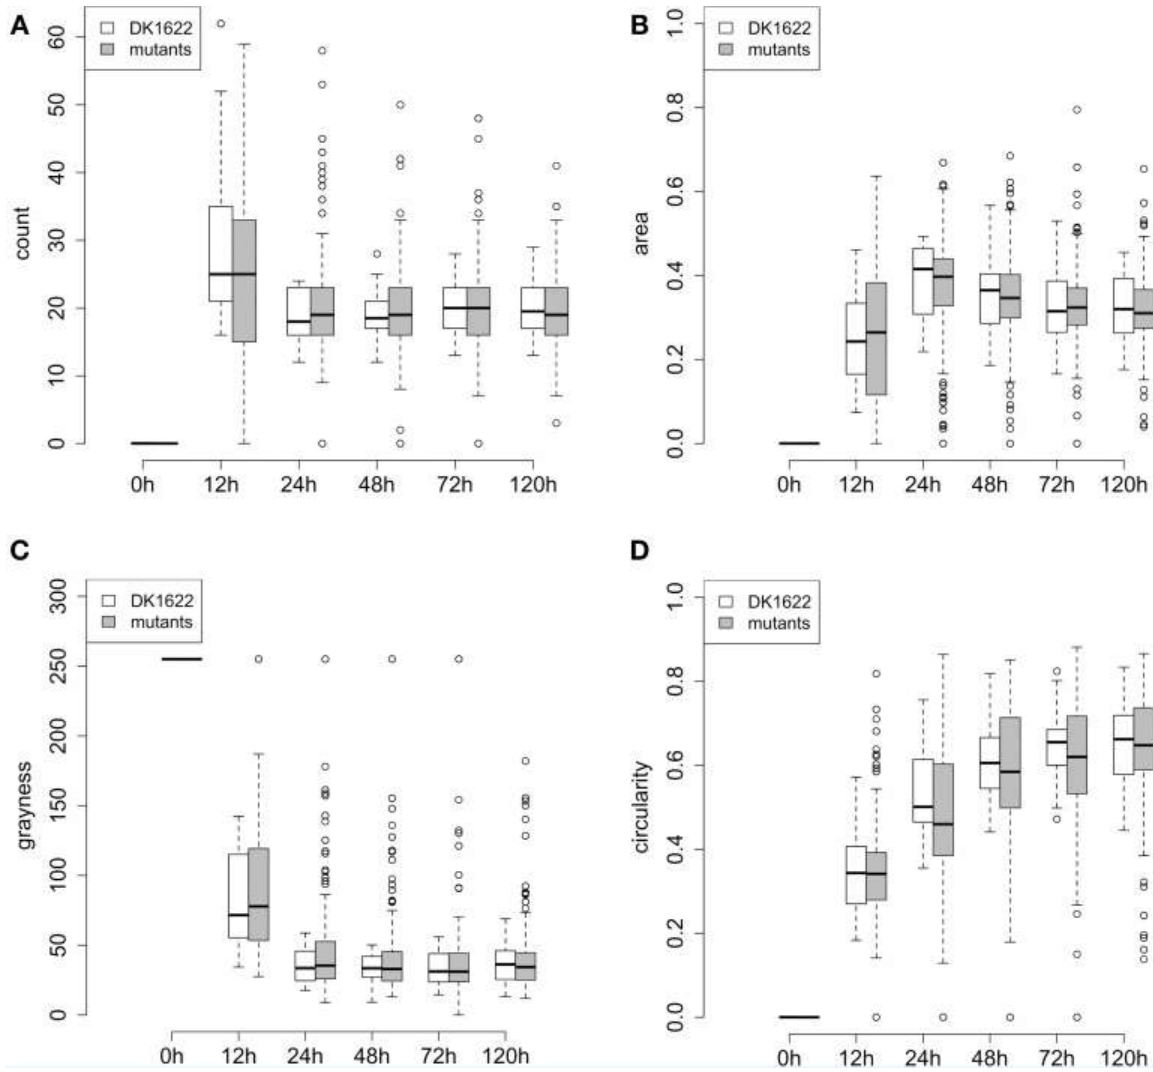 A
DK1622
mutants
count
0
10
20
30
40
50
60
0h
12h
24h
48h
72h
120h
B
DK1622
mutants
area
0.0
0.2
0.4
0.6
0.8
1.0
0h
12h
24h
48h
72h
120h
C
DK1622
mutants
grayness
0
50
100
150
200
250
300
0h
12h
24h
48h
72h
120h
D
DK1622
mutants
circularity
0.0
0.2
0.4
0.6
0.8
1.0
0h
12h
24h
48h
72h
120h